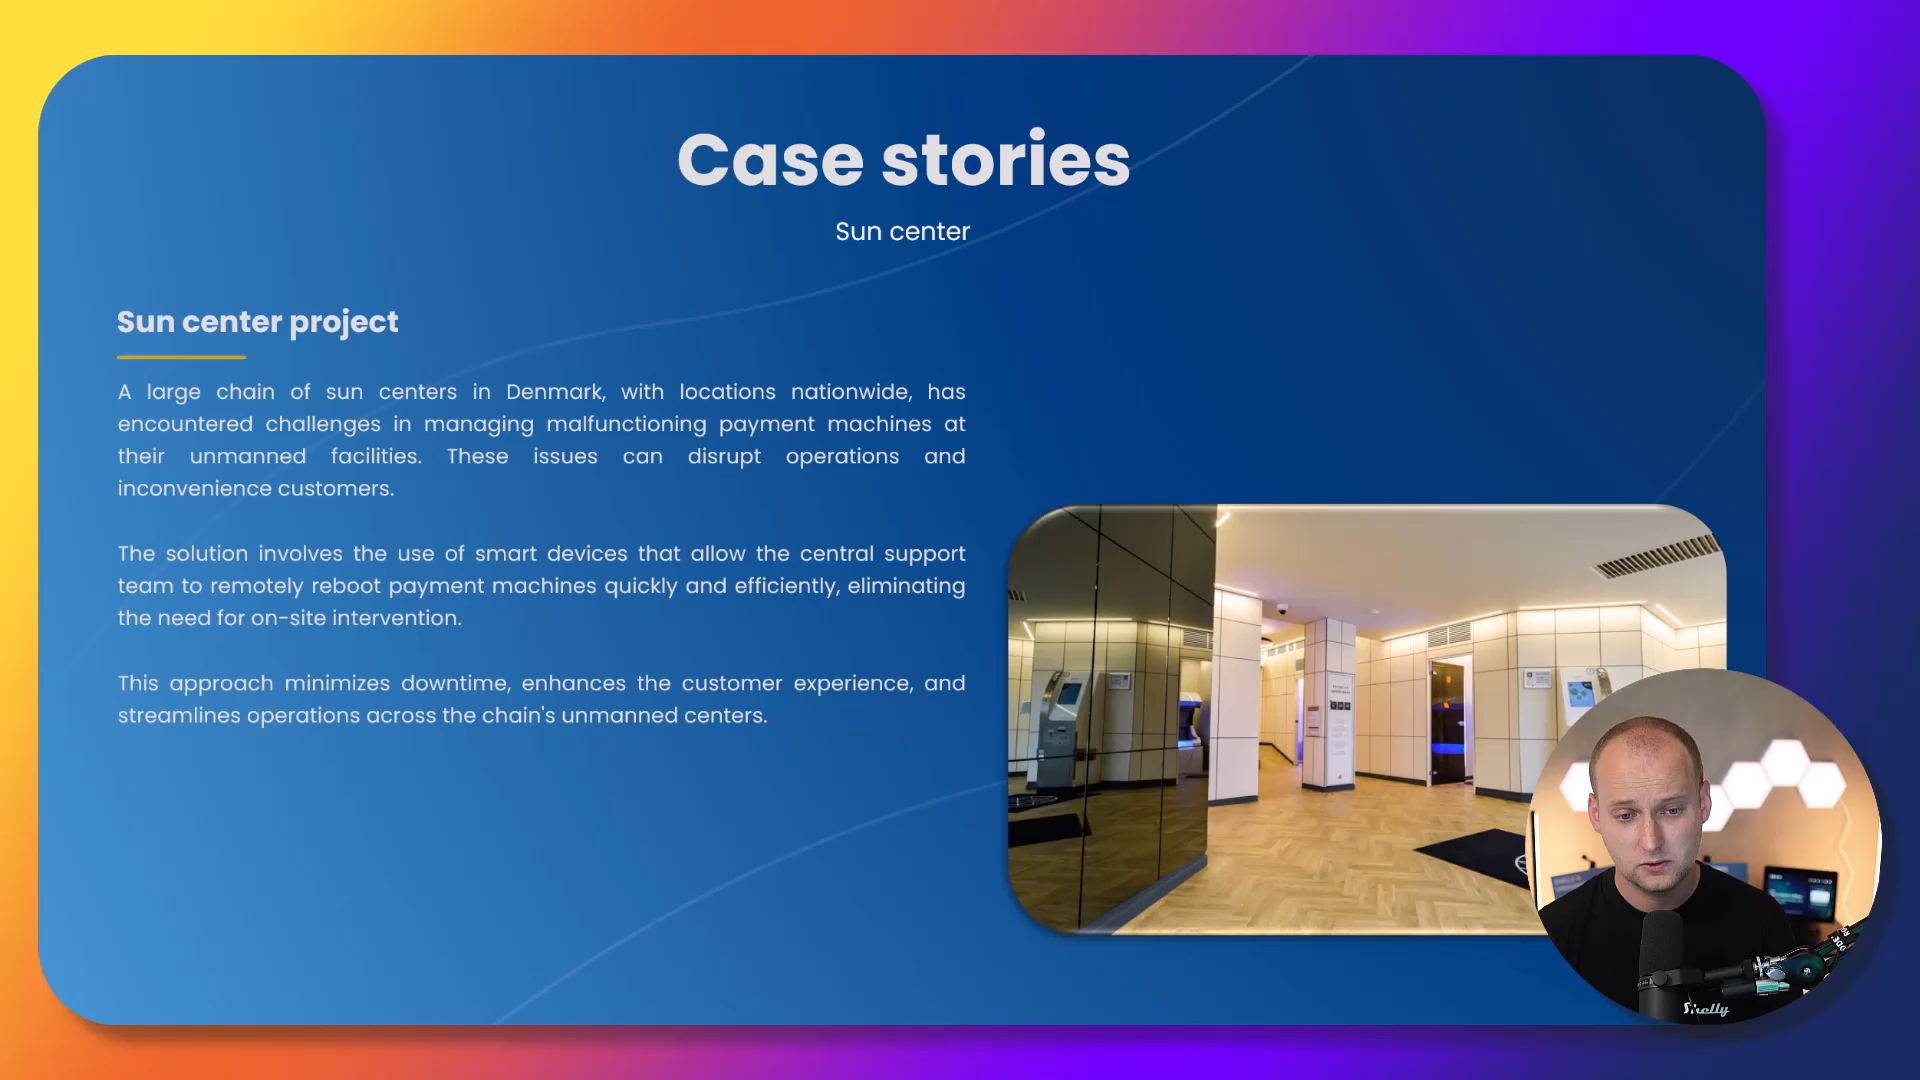 Case stories
Sun center
Sun center project
A large chain of sun centers in Denmark, with locations nationwide, has
encountered challenges in managing malfunctioning payment machines at
their unmanned facilities. These issues can disrupt operations and
inconvenience customers.
The solution involves the use of smart devices that allow the central support
team to remotely reboot payment machines quickly and efficiently, eliminating
the need for on-site intervention.
This approach minimizes downtime, enhances the customer experience, and
streamlines operations across the chain's unmanned centers.
Shelly